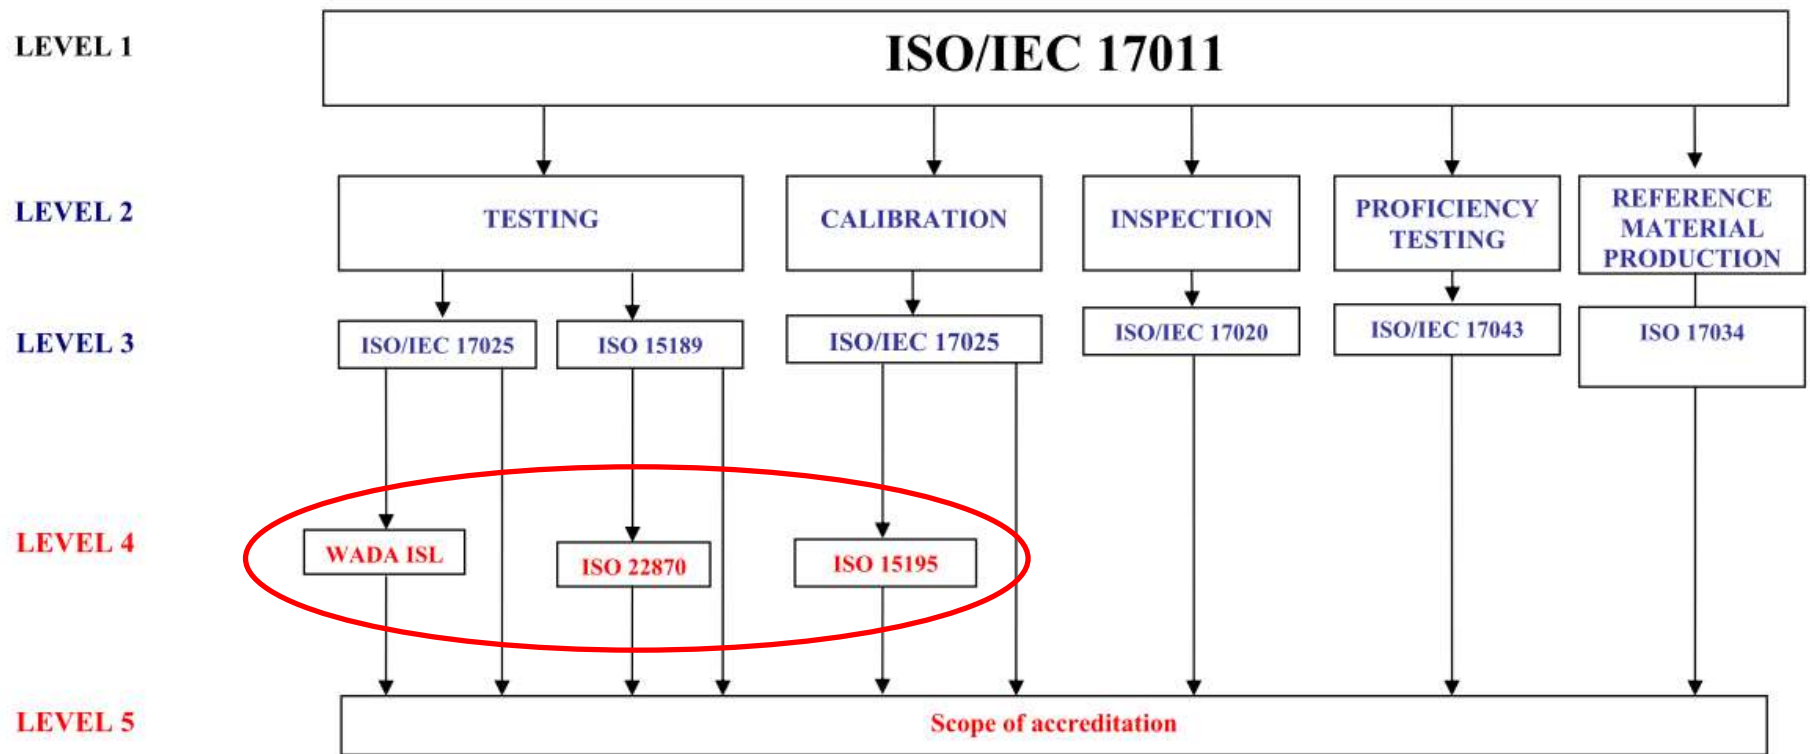 LEVEL 1
ISO/IEC 17011
LEVEL 2
TESTING
CALIBRATION
INSPECTION
PROFICIENCY
TESTING
REFERENCE
MATERIAL
PRODUCTION
LEVEL 3
ISO/IEC 17025
ISO 15189
ISO/IEC 17025
ISO/IEC 17020
ISO/IEC 17043
ISO 17034
LEVEL 4
WADA ISL
ISO 22870
ISO 15195
LEVEL 5
Scope of accreditation